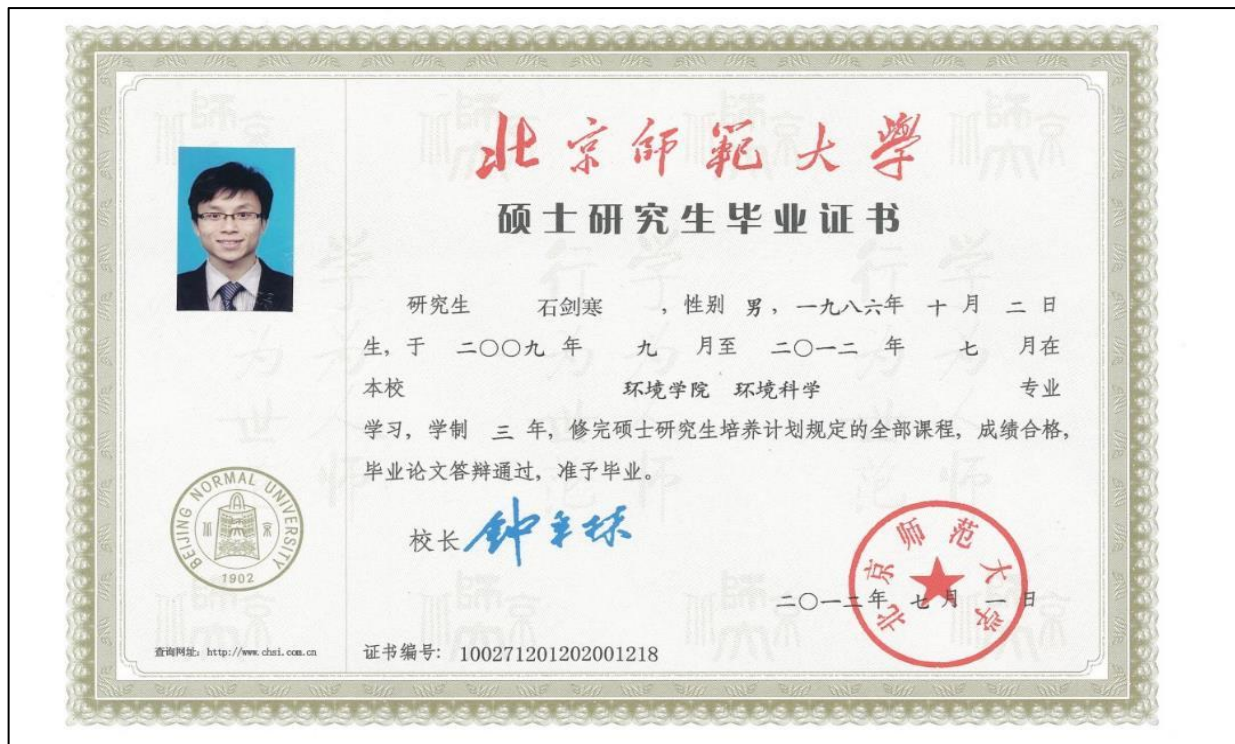 北京师范大學
硕士研究生毕业证书
研究生 石剑寒 ，性别 男，一九八六年 十 月 二 日
生，于 二〇〇九 年 九 月至 二〇一二 年 七 月在
本校 环境学院 环境科学 专业
学习，学制 三 年，修完硕士研究生培养计划规定的全部课程，成绩合格，
毕业论文答辩通过，准予毕业。
校长 钟秉林
二〇一二年 七月 一 日
北京师范大学
BEIJING NORMAL UNIVERSITY
1902
查询网址：http://www.chsi.com.cn
证书编号：100271201202001218